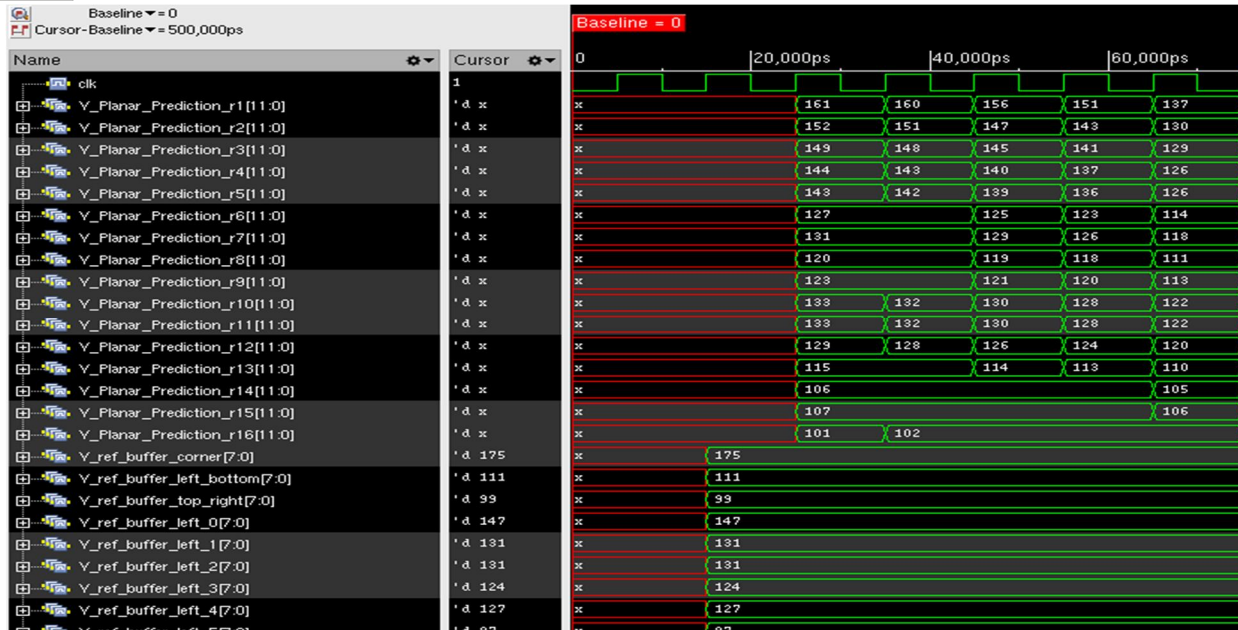 Baseline▼= 0
Cursor-Baseline▼= 500,000ps
Baseline = 0
Name Cursor 0 20,000ps 40,000ps 60,000ps
clk 1
Y_Planar_Prediction_r1[11:0] 'd x x 161 160 156 151 137
Y_Planar_Prediction_r2[11:0] 'd x x 152 151 147 143 130
Y_Planar_Prediction_r3[11:0] 'd x x 149 148 145 141 129
Y_Planar_Prediction_r4[11:0] 'd x x 144 143 140 137 126
Y_Planar_Prediction_r5[11:0] 'd x x 143 142 139 136 126
Y_Planar_Prediction_r6[11:0] 'd x x 127 125 123 114
Y_Planar_Prediction_r7[11:0] 'd x x 131 129 126 118
Y_Planar_Prediction_r8[11:0] 'd x x 120 119 118 111
Y_Planar_Prediction_r9[11:0] 'd x x 123 121 120 113
Y_Planar_Prediction_r10[11:0] 'd x x 133 132 130 128 122
Y_Planar_Prediction_r11[11:0] 'd x x 133 132 130 128 122
Y_Planar_Prediction_r12[11:0] 'd x x 129 128 126 124 120
Y_Planar_Prediction_r13[11:0] 'd x x 115 114 113 110
Y_Planar_Prediction_r14[11:0] 'd x x 106 105
Y_Planar_Prediction_r15[11:0] 'd x x 107 106
Y_Planar_Prediction_r16[11:0] 'd x x 101 102
Y_ref_buffer_corner[7:0] 'd 175 x 175
Y_ref_buffer_left_bottom[7:0] 'd 111 x 111
Y_ref_buffer_top_right[7:0] 'd 99 x 99
Y_ref_buffer_left_0[7:0] 'd 147 x 147
Y_ref_buffer_left_1[7:0] 'd 131 x 131
Y_ref_buffer_left_2[7:0] 'd 131 x 131
Y_ref_buffer_left_3[7:0] 'd 124 x 124
Y_ref_buffer_left_4[7:0] 'd 127 x 127